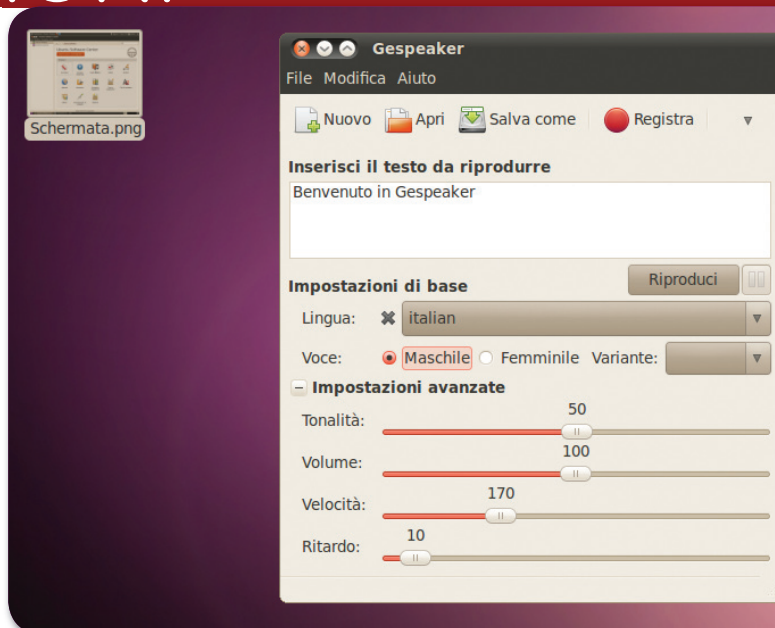 Schermata.png
Gespeaker
File Modifica Aiuto
Nuovo Apri Salva come Registra
Inserisci il testo da riprodurre
Benvenuto in Gespeaker
Riproduci
Impostazioni di base
Lingua: italian
Voce: Maschile Femminile Variante:
Impostazioni avanzate
Tonalità: 50
Volume: 100
Velocità: 170
Ritardo: 10